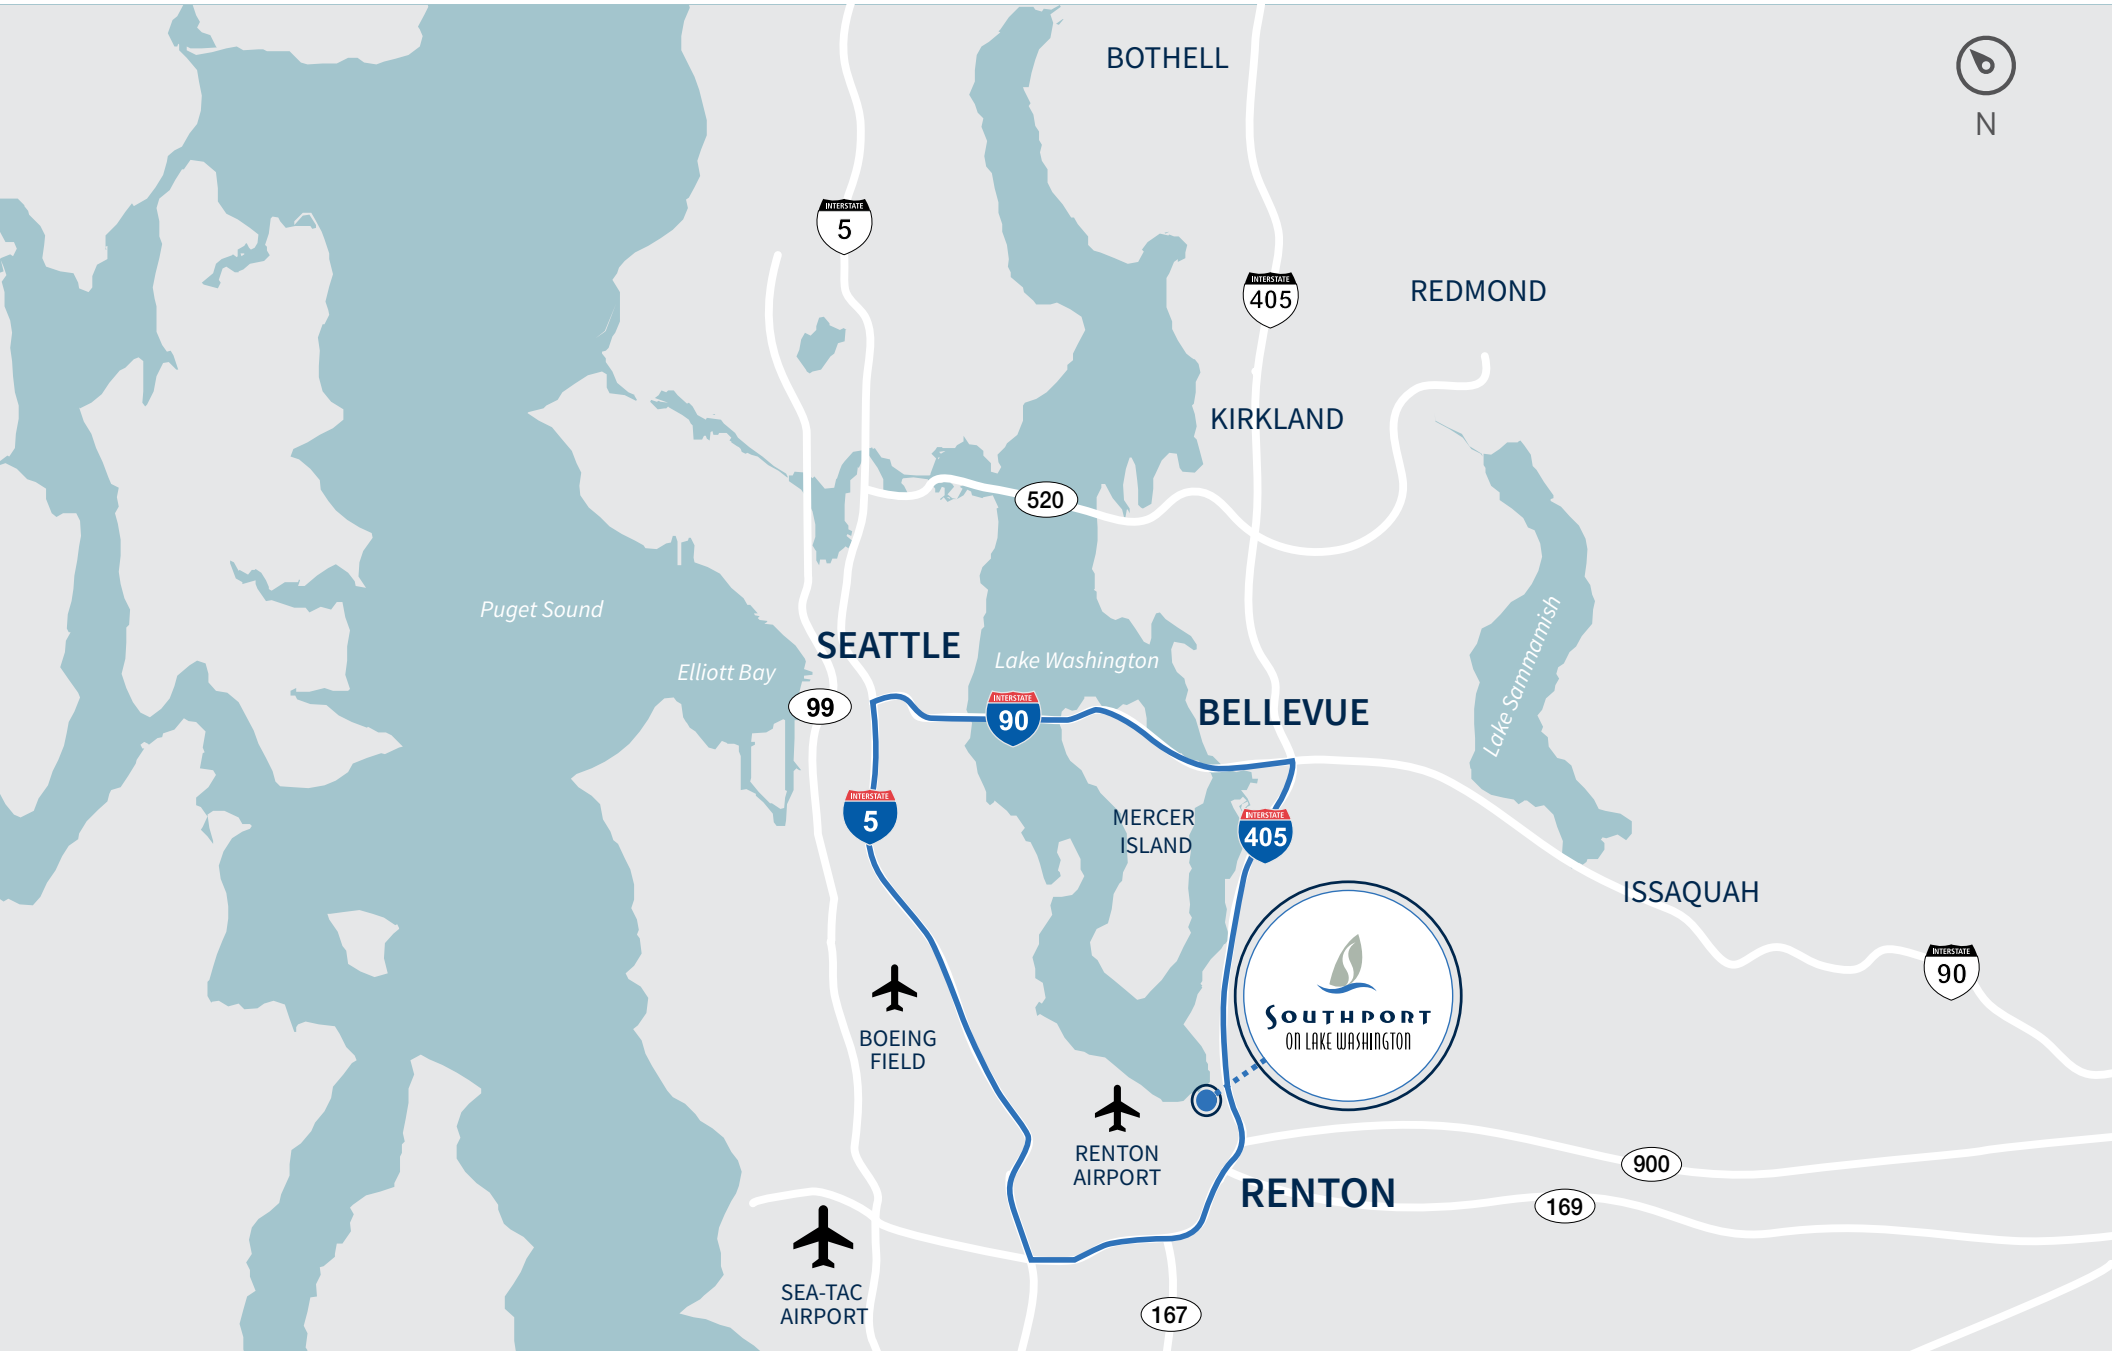 BOTHELL
N
INTERSTATE
5
INTERSTATE
405
REDMOND
KIRKLAND
520
Puget Sound
Elliott Bay
SEATTLE
Lake Washington
Lake Sammamish
99
INTERSTATE
90
BELLEVUE
INTERSTATE
5
MERCER
ISLAND
INTERSTATE
405
ISSAQUAH
INTERSTATE
90
SOUTHPORT
ON LAKE WASHINGTON
BOEING
FIELD
RENTON
AIRPORT
900
RENTON
169
SEA-TAC
AIRPORT
167